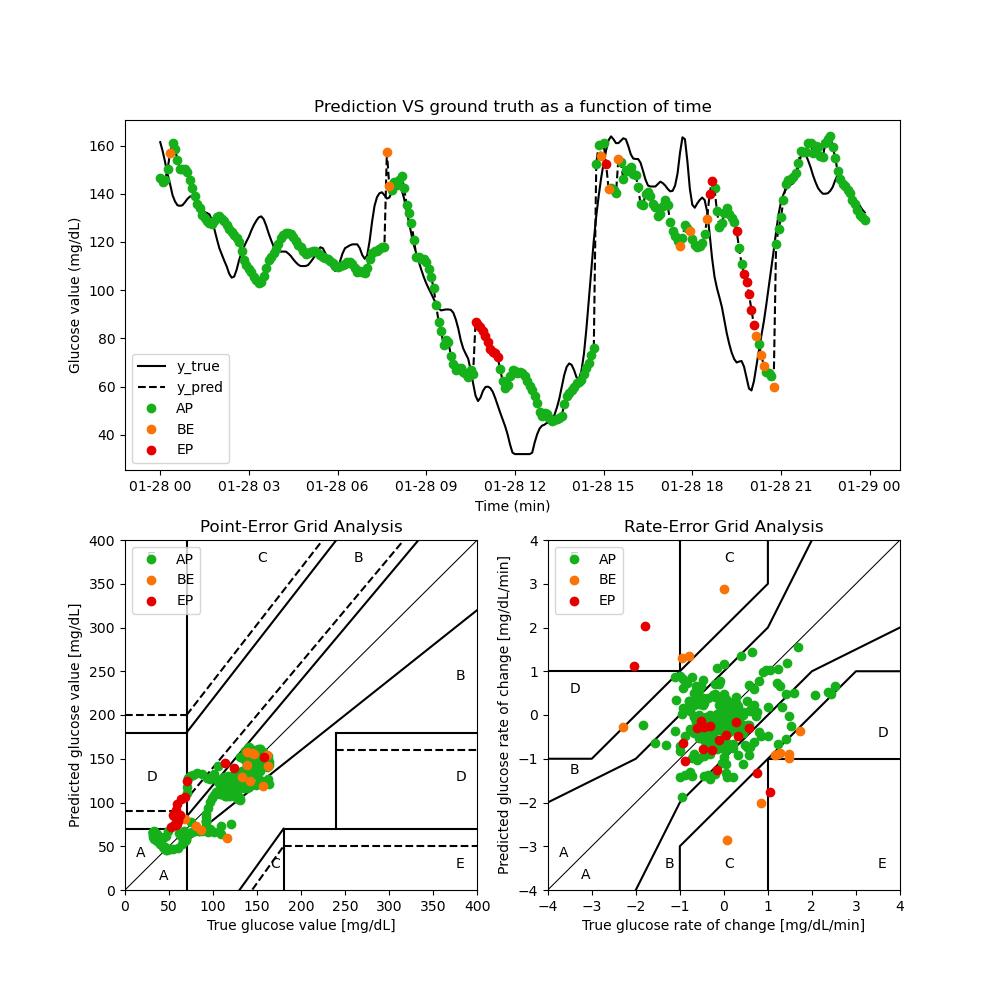 Prediction VS ground truth as a function of time
Glucose value (mg/dL)
160
140
120
100
80
60
40
y_true
y_pred
AP
BE
EP
01-28 00 01-28 03 01-28 06 01-28 09 01-28 12 01-28 15 01-28 18 01-28 21 01-29 00
Time (min)
Point-Error Grid Analysis
Predicted glucose value [mg/dL]
400
350
300
250
200
150
100
50
0
AP
BE
EP
C B
B
D D
A
A
C E
0 50 100 150 200 250 300 350 400
True glucose value [mg/dL]
Rate-Error Grid Analysis
Predicted glucose rate of change [mg/dL/min]
4
3
2
1
0
−1
−2
−3
−4
AP
BE
EP
C
D
D
B
A
A
B C E
−4 −3 −2 −1 0 1 2 3 4
True glucose rate of change [mg/dL/min]